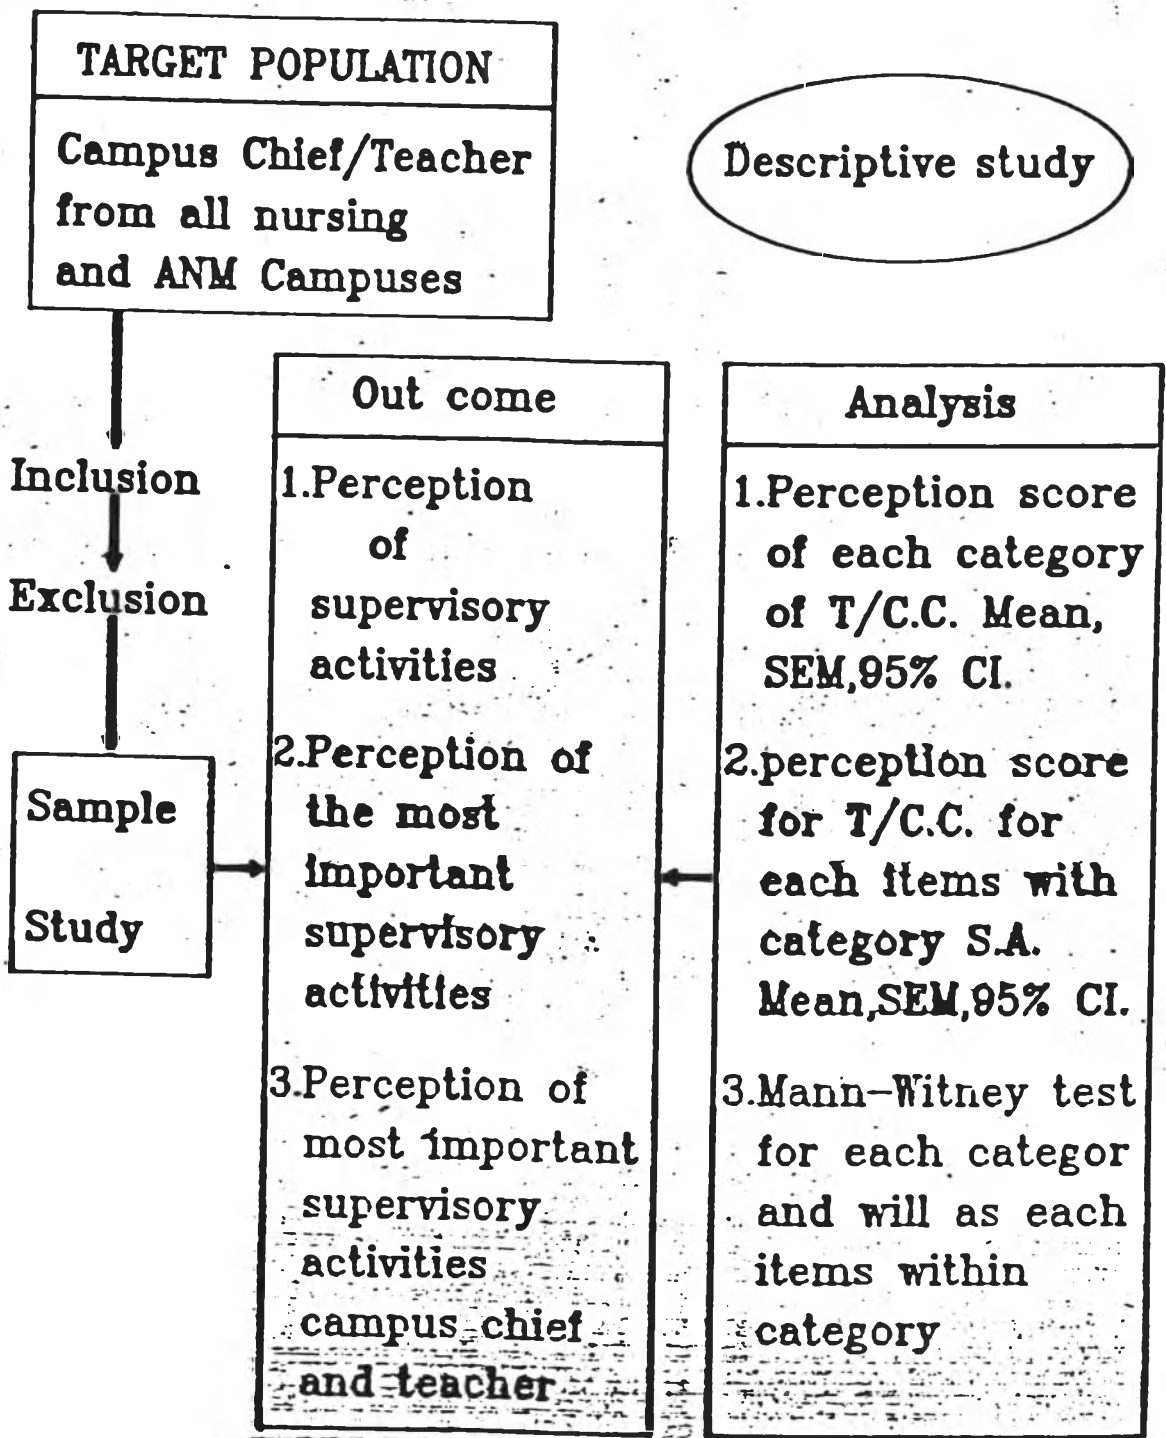 TARGET POPULATION
Campus Chief/Teacher
from all nursing
and ANM Campuses
Descriptive study
Inclusion
Exclusion
Sample
Study
Out come
1.Perception
of
supervisory
activities
2.Perception of
the most
important
supervisory
activities
3.Perception of
most important
supervisory
activities
campus chief
and teacher
Analysis
1.Perception score
of each category
of T/C.C. Mean,
SEM,95% CI.
2.perception score
for T/C.C. for
each items with
category S.A.
Mean,SEM,95% CI.
3.Mann-Witney test
for each categor
and will as each
items within
category